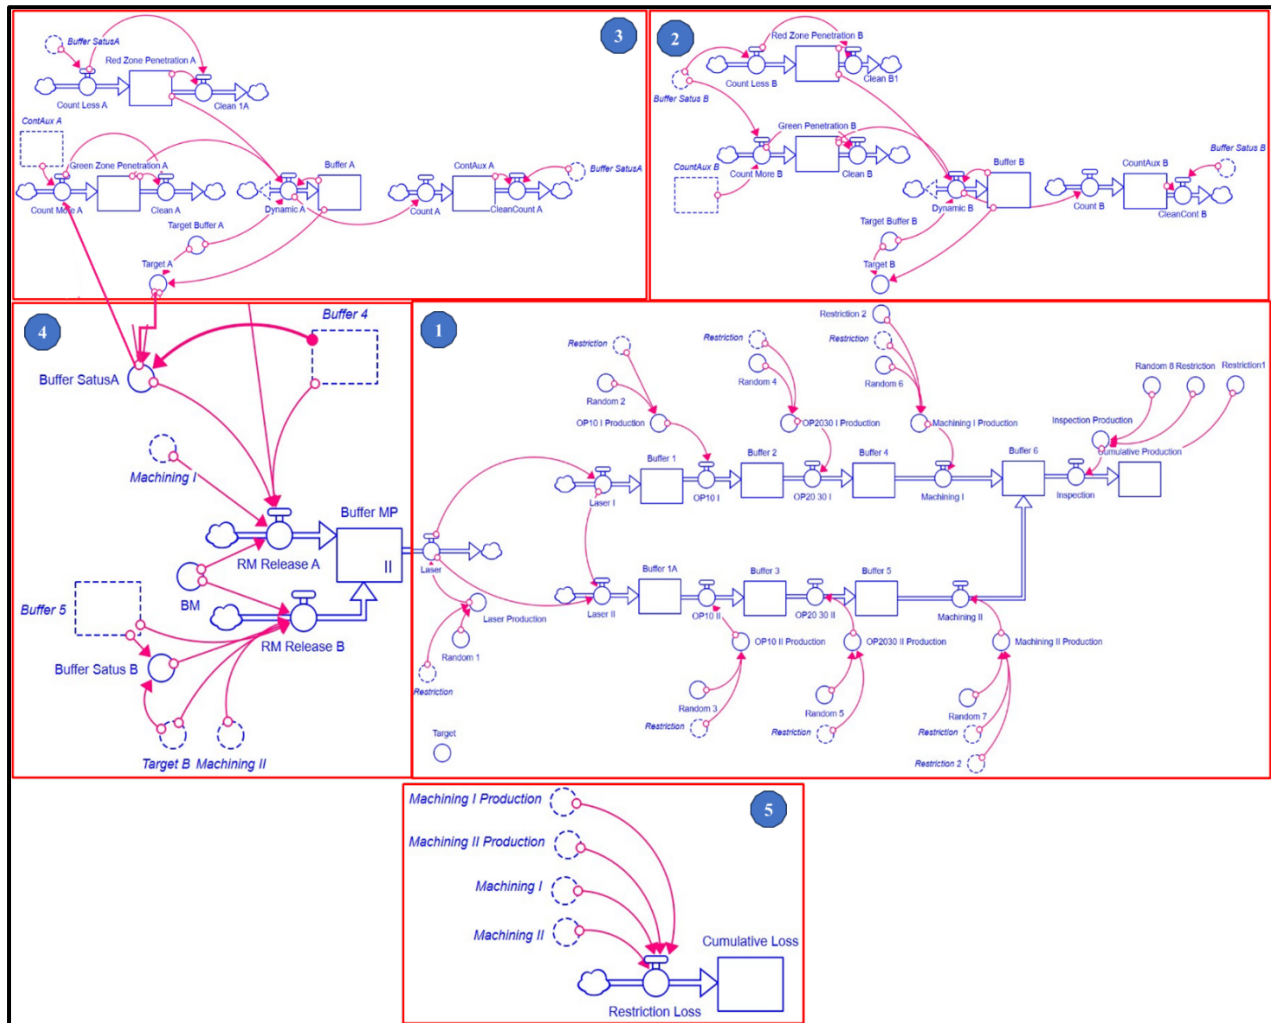 3
Buffer SatusA
Red Zone Penetration A
Count Less A
Clean 1A
ContAux A
Green Zone Penetration A
Count More A
Clean A
Buffer A
Dynamic A
Target Buffer A
Target A
ContAux A
Buffer SatusA
Count A
CleanCount A
2
Red Zone Penetration B
Count Less B
Clean B1
Buffer Satus B
Green Penetration B
CountAux B
Count More B
Clean B
Buffer B
Dynamic B
Target Buffer B
Target B
CountAux B
Buffer Satus B
Count B
CleanCont B
4
Buffer 4
Buffer SatusA
Machining I
Buffer MP
RM Release A
II
BM
Buffer 5
RM Release B
Buffer Satus B
Target B
Machining II
1
Restriction 2
Restriction
Restriction
Restriction
Random 2
Random 4
Random 6
Random 8
Restriction
Restriction1
OP10 I Production
OP2030 I Production
Machining I Production
Inspection Production
Buffer 1
Buffer 2
Buffer 4
Buffer 6
Cumulative Production
Laser I
OP10 I
OP20 30 I
Machining I
Inspection
Laser
Buffer 1A
Buffer 3
Buffer 5
Laser II
OP10 II
OP20 30 II
Machining II
Laser Production
Random 1
Restriction
OP10 II Production
OP2030 II Production
Machining II Production
Random 3
Random 5
Random 7
Restriction
Restriction
Restriction
Restriction 2
Target
5
Machining I Production
Machining II Production
Machining I
Machining II
Cumulative Loss
Restriction Loss